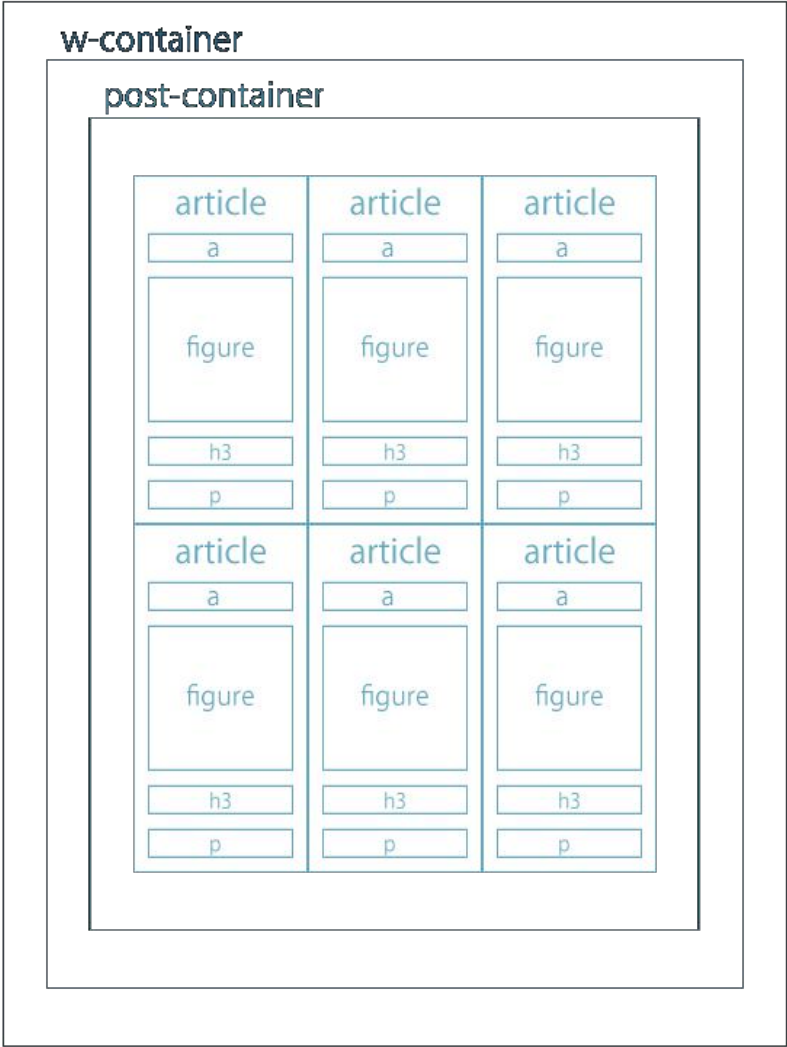 w-container
post-container
article article article
a a a
figure figure figure
h3 h3 h3
p p p
article article article
a a a
figure figure figure
h3 h3 h3
p p p